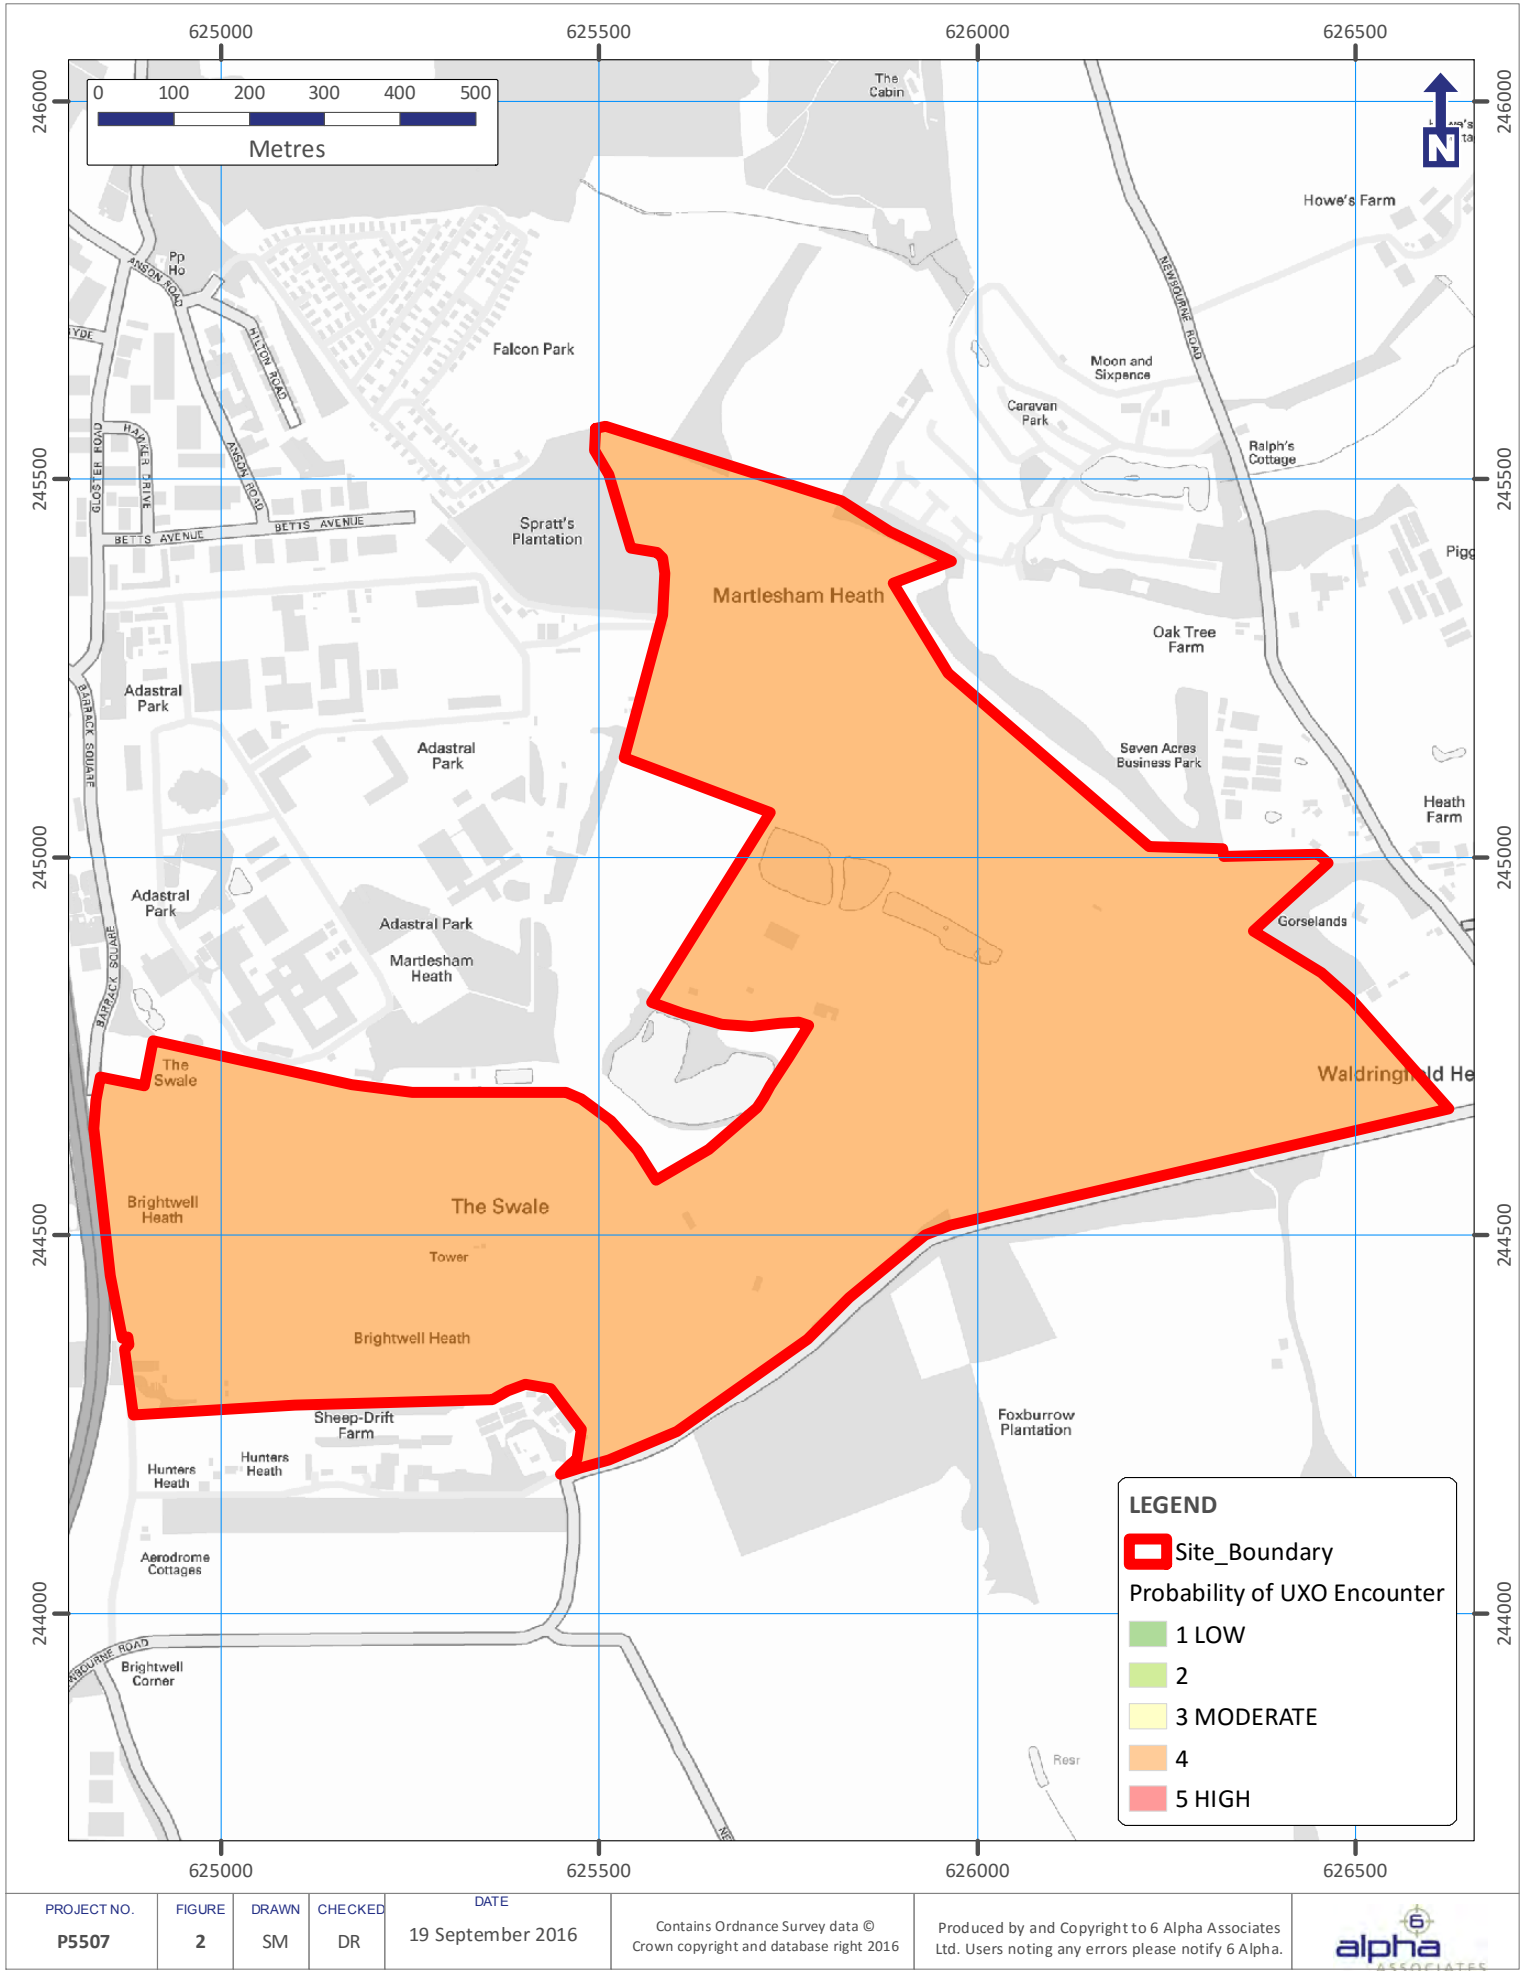 625000
625500
626000
626500
246000
246000
0
100
200
300
400
500
Metres
The
Cabin
N
Howe's Farm
Pp
Ho
ANSON ROAD
HILTON ROAD
NEWBOURNE ROAD
YDE
Falcon Park
Moon and
Sixpence
Caravan
Park
Ralph's
Cottage
GLOSTER ROAD
HAWKER DRIVE
ANSON ROAD
245500
245500
BETTS AVENUE
BETTS AVENUE
Spratt's
Plantation
Pigg
Martlesham Heath
Oak Tree
Farm
Adastral
Park
BARRACK SQUARE
Adastral
Park
Seven Acres
Business Park
Heath
Farm
245000
245000
Adastral
Park
Adastral Park
Martlesham
Heath
Gorselands
BARRACK SQUARE
The
Swale
Waldringfield He
Brightwell
Heath
The Swale
244500
244500
Tower
Brightwell Heath
Sheep-Drift
Farm
Foxburrow
Plantation
Hunters
Heath
Hunters
Heath
Aerodrome
Cottages
244000
244000
WBOURNE ROAD
Brightwell
Corner
Resr
NE
LEGEND
Site_Boundary
Probability of UXO Encounter
1 LOW
2
3 MODERATE
4
5 HIGH
625000
625500
626000
626500
PROJECT NO.
P5507
FIGURE
2
DRAWN
SM
CHECKED
DR
DATE
19 September 2016
Contains Ordnance Survey data ©
Crown copyright and database right 2016
Produced by and Copyright to 6 Alpha Associates
Ltd. Users noting any errors please notify 6 Alpha.
6
alpha
ASSOCIATES